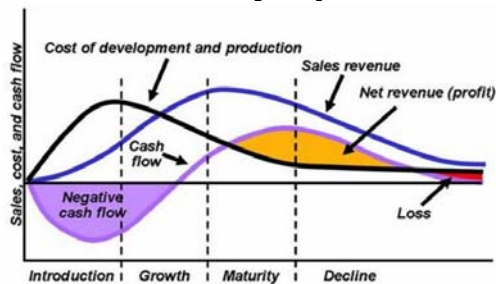 Cost of development and production
Sales revenue
Net revenue (profit)
Cash
flow
Sales, cost, and cash flow
Negative
cash flow
Loss
Introduction
Growth
Maturity
Decline